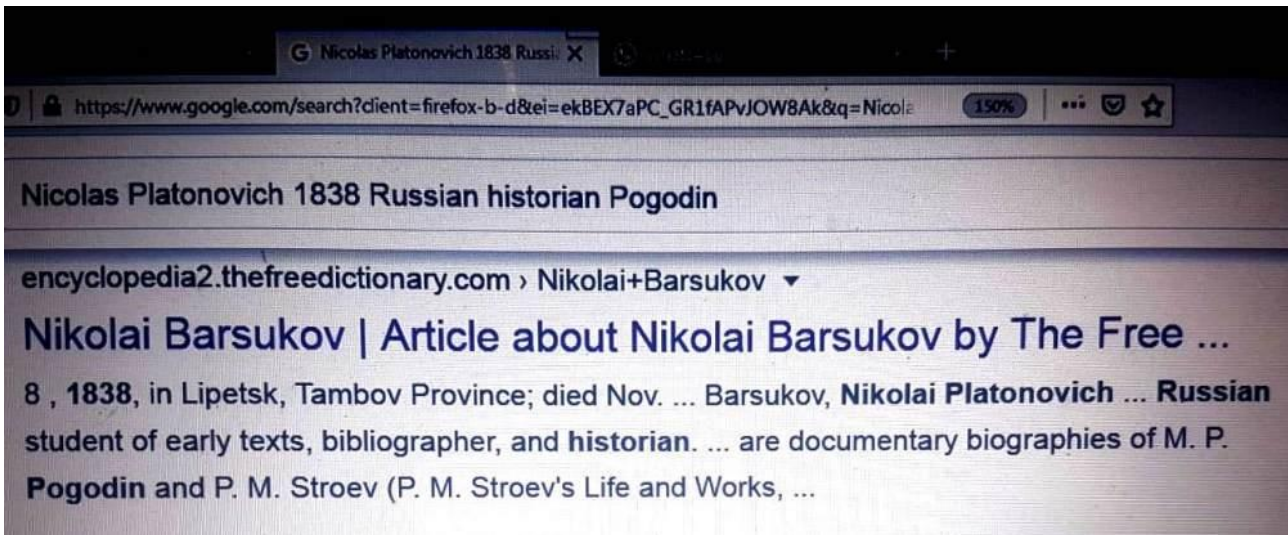 G Nicolas Platonovich 1838 Russia X
https://www.google.com/search?client=firefox-b-d&ei=ekBEX7aPC_GR1fAPvJOW8Ak&q=Nicola 150%
Nicolas Platonovich 1838 Russian historian Pogodin
encyclopedia2.thefreedictionary.com › Nikolai+Barsukov
Nikolai Barsukov | Article about Nikolai Barsukov by The Free ...
8 , 1838, in Lipetsk, Tambov Province; died Nov. ... Barsukov, Nikolai Platonovich ... Russian
student of early texts, bibliographer, and historian. ... are documentary biographies of M. P.
Pogodin and P. M. Stroev (P. M. Stroev's Life and Works, ...